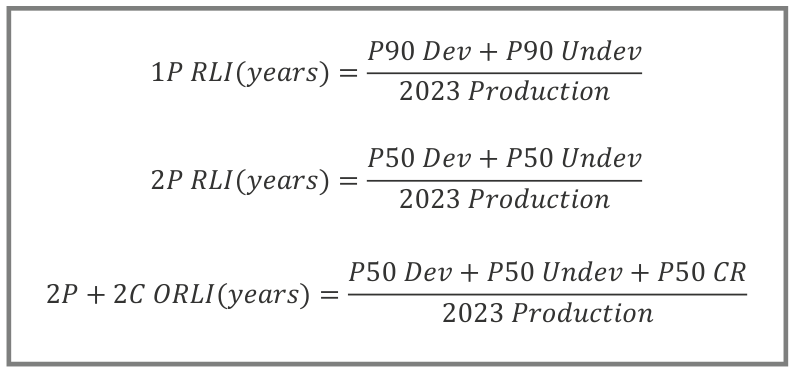 1P RLI(years) = P90 Dev + P90 Undev / 2023 Production
2P RLI(years) = P50 Dev + P50 Undev / 2023 Production
2P + 2C ORLI(years) = P50 Dev + P50 Undev + P50 CR / 2023 Production